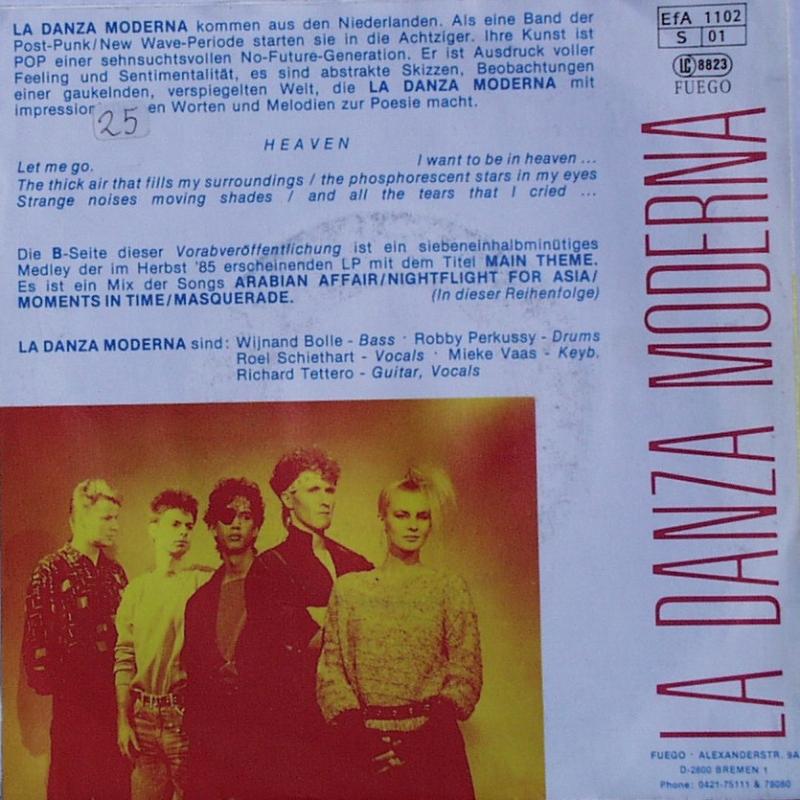 LA DANZA MODERNA kommen aus den Niederlanden. Als eine Band der
Post-Punk/New Wave-Periode starten sie in die Achtziger. Ihre Kunst ist
POP einer sehnsuchtsvollen No-Future-Generation. Er ist Ausdruck voller
Feeling und Sentimentalität, es sind abstrakte Skizzen, Beobachtungen
einer gaukelnden, verspiegelten Welt, die LA DANZA MODERNA mit
impression en Worten und Melodien zur Poesie macht.
25
HEAVEN
Let me go. I want to be in heaven ...
The thick air that fills my surroundings / the phosphorescent stars in my eyes
Strange noises moving shades / and all the tears that I cried ...
Die B-Seite dieser Vorabveröffentlichung ist ein siebeneinhalbminütiges
Medley der im Herbst '85 erscheinenden LP mit dem Titel MAIN THEME.
Es ist ein Mix der Songs ARABIAN AFFAIR/NIGHTFLIGHT FOR ASIA/
MOMENTS IN TIME/MASQUERADE. (In dieser Reihenfolge)
LA DANZA MODERNA sind: Wijnand Bolle - Bass · Robby Perkussy - Drums
Roel Schiethart - Vocals · Mieke Vaas - Keyb.
Richard Tettero - Guitar, Vocals
EfA 1102
S 01
LC 8823
FUEGO
LA DANZA MODERNA
FUEGO · ALEXANDERSTR. 9A
D-2800 BREMEN 1
Phone: 0421-75111 & 78080